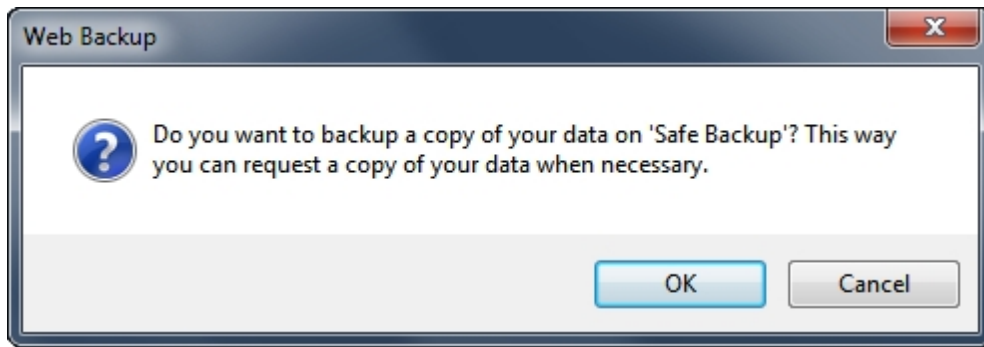 Web Backup
Do you want to backup a copy of your data on 'Safe Backup'? This way
you can request a copy of your data when necessary.
OK
Cancel